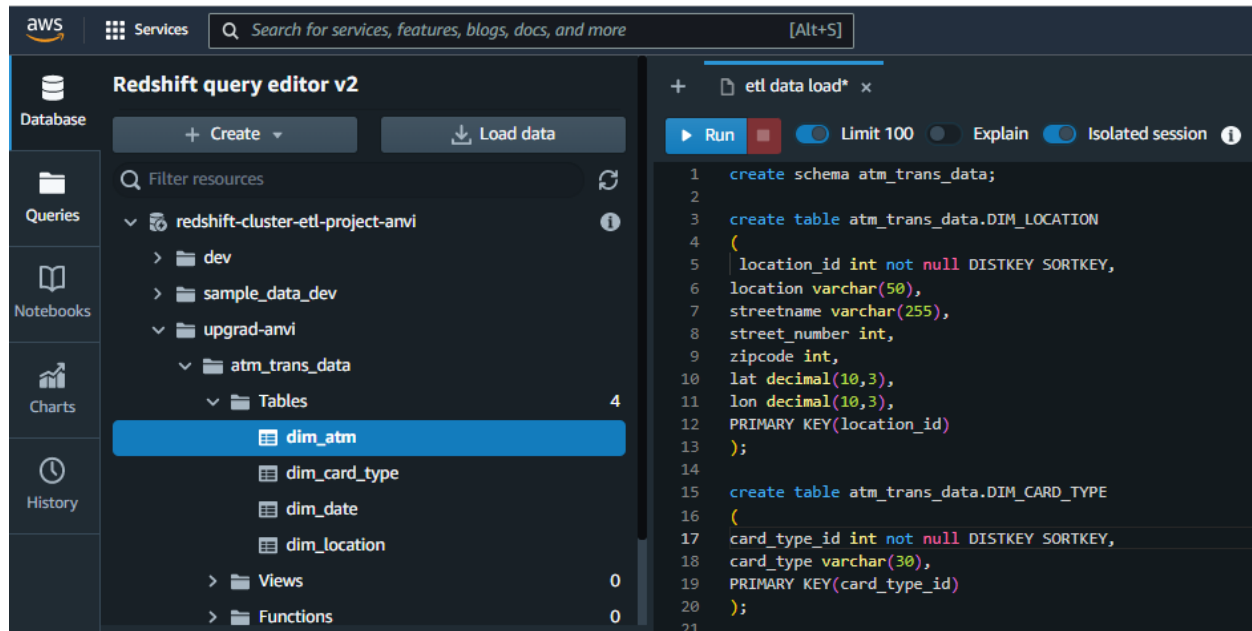 aws
Services
Search for services, features, blogs, docs, and more [Alt+S]
Database
Queries
Notebooks
Charts
History
Redshift query editor v2
+ Create
Load data
Filter resources
redshift-cluster-etl-project-anvi
dev
sample_data_dev
upgrad-anvi
atm_trans_data
Tables 4
dim_atm
dim_card_type
dim_date
dim_location
Views 0
Functions 0
+ etl data load* x
Run Limit 100 Explain Isolated session
1 create schema atm_trans_data;
2
3 create table atm_trans_data.DIM_LOCATION
4 (
5 location_id int not null DISTKEY SORTKEY,
6 location varchar(50),
7 streetname varchar(255),
8 street_number int,
9 zipcode int,
10 lat decimal(10,3),
11 lon decimal(10,3),
12 PRIMARY KEY(location_id)
13 );
14
15 create table atm_trans_data.DIM_CARD_TYPE
16 (
17 card_type_id int not null DISTKEY SORTKEY,
18 card_type varchar(30),
19 PRIMARY KEY(card_type_id)
20 );
21